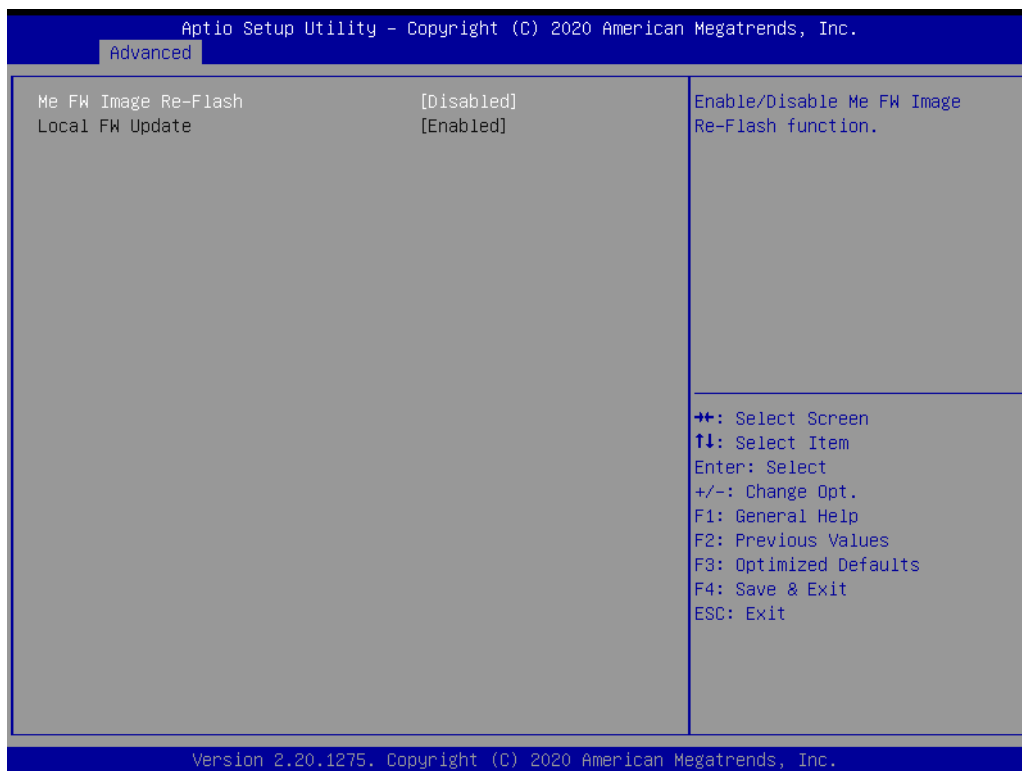 Aptio Setup Utility – Copyright (C) 2020 American Megatrends, Inc.
Advanced
Me FW Image Re-Flash [Disabled]
Local FW Update [Enabled]
Enable/Disable Me FW Image
Re-Flash function.
→←: Select Screen
↑↓: Select Item
Enter: Select
+/-: Change Opt.
F1: General Help
F2: Previous Values
F3: Optimized Defaults
F4: Save & Exit
ESC: Exit
Version 2.20.1275. Copyright (C) 2020 American Megatrends, Inc.